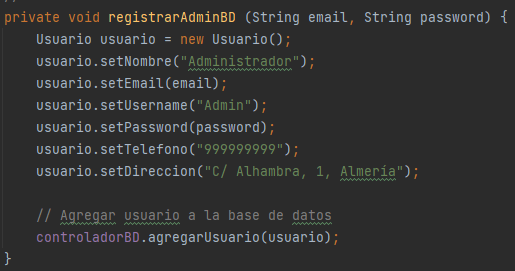 private void registrarAdminBD (String email, String password) {
    Usuario usuario = new Usuario();
    usuario.setNombre("Administrador");
    usuario.setEmail(email);
    usuario.setUsername("Admin");
    usuario.setPassword(password);
    usuario.setTelefono("999999999");
    usuario.setDireccion("C/ Alhambra, 1, Almeria");

    // Agregar usuario a la base de datos
    controladorBD.agregarUsuario(usuario);
}